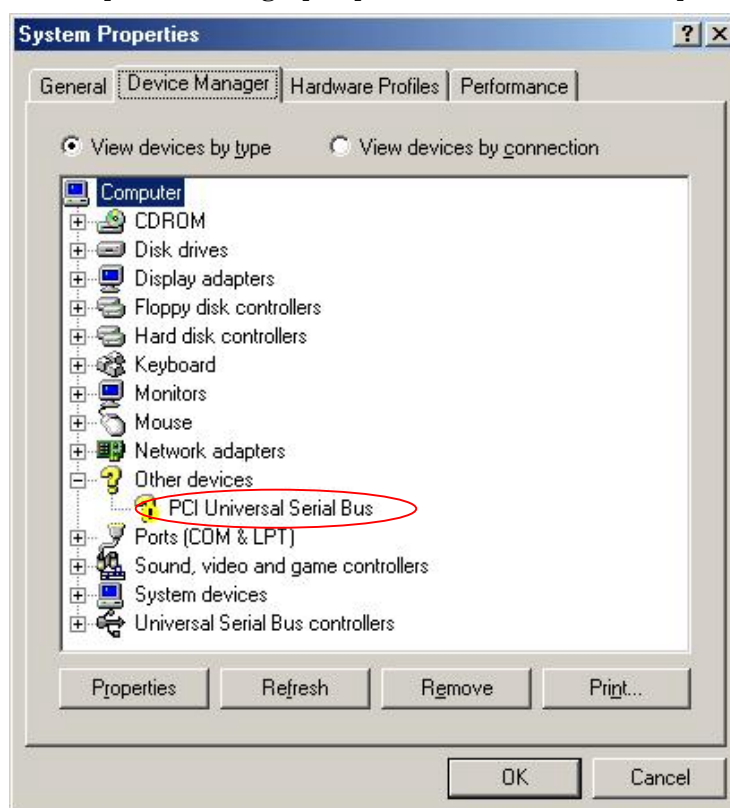 System Properties
General Device Manager Hardware Profiles Performance
View devices by type View devices by connection
Computer
CDROM
Disk drives
Display adapters
Floppy disk controllers
Hard disk controllers
Keyboard
Monitors
Mouse
Network adapters
Other devices
PCI Universal Serial Bus
Ports (COM & LPT)
Sound, video and game controllers
System devices
Universal Serial Bus controllers
Properties Refresh Remove Print...
OK Cancel